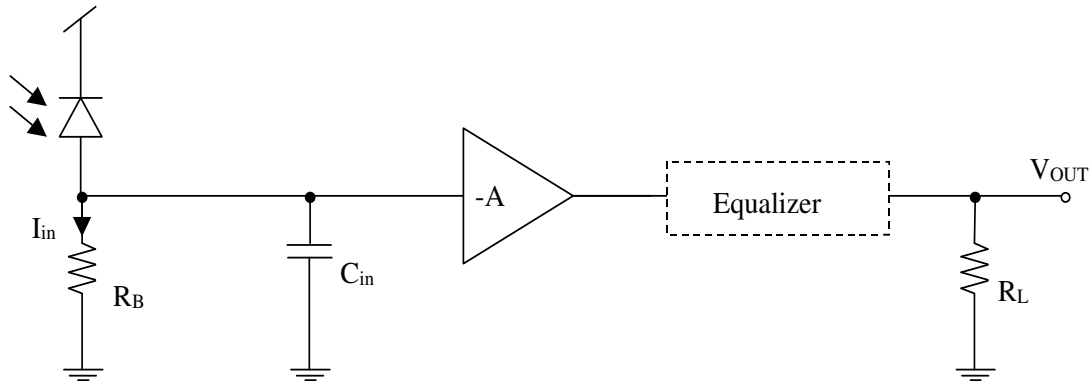 V_OUT
-A
Equalizer
I_in
C_in
R_B
R_L